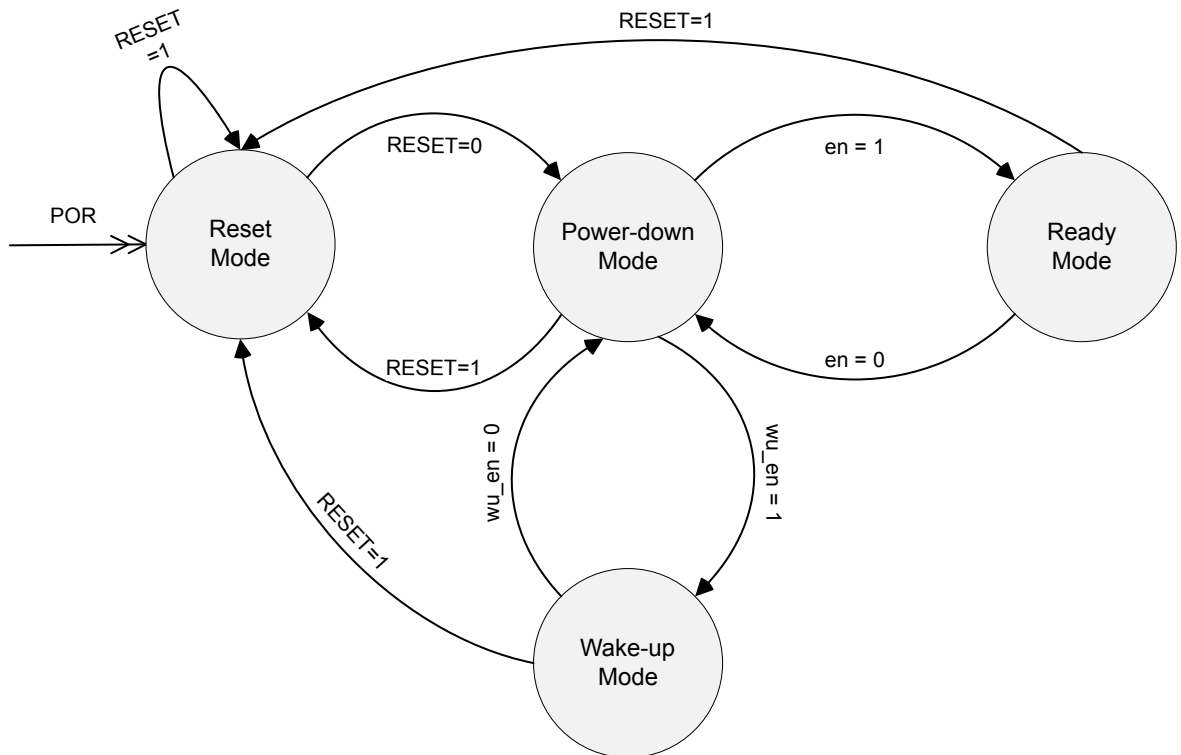 RESET=1
RESET
=1
RESET=0
en = 1
POR
Reset
Mode
Power-down
Mode
Ready
Mode
RESET=1
en = 0
wu_en = 0
wu_en = 1
RESET=1
Wake-up
Mode